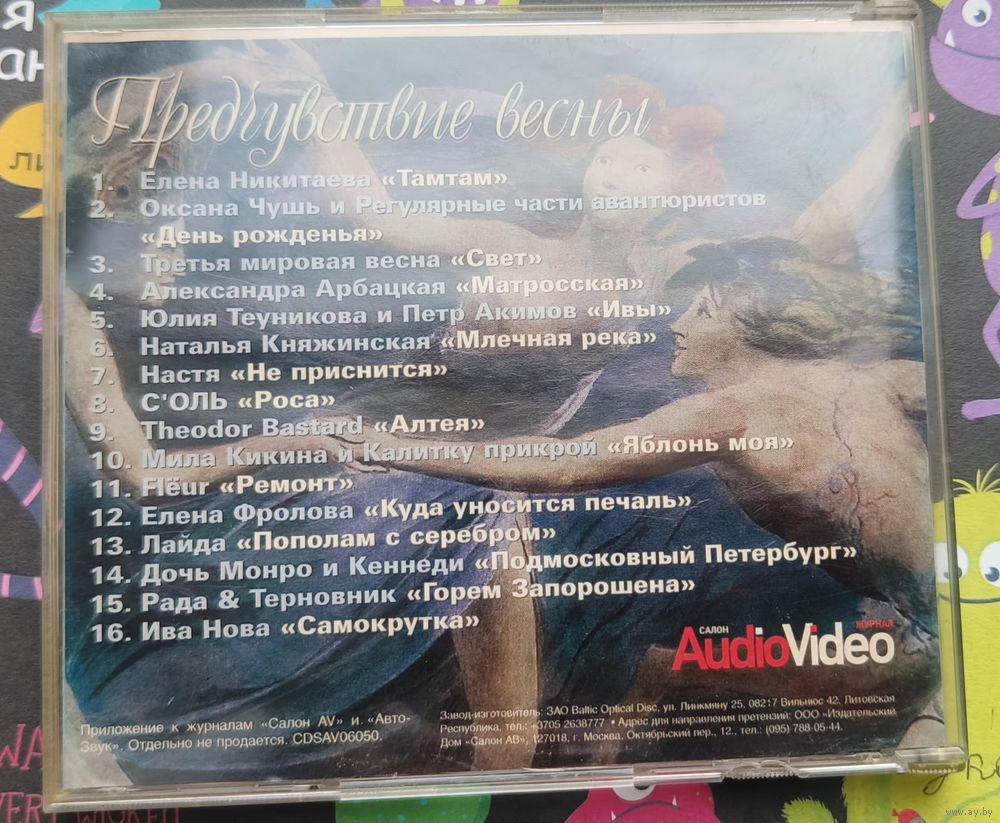 Предчувствие весны
1. Елена Никитаева «Тамтам»
2. Оксана Чушь и Регулярные части авантюристов
«День рожденья»
3. Третья мировая весна «Свет»
4. Александра Арбацкая «Матросская»
5. Юлия Теуникова и Петр Акимов «Ивы»
6. Наталья Княжинская «Млечная река»
7. Настя «Не приснится»
8. С'ОЛЬ «Роса»
9. Theodor Bastard «Алтея»
10. Мила Кикина и Калитку прикрой «Яблонь моя»
11. Flёur «Ремонт»
12. Елена Фролова «Куда уносится печаль»
13. Лайда «Пополам с серебром»
14. Дочь Монро и Кеннеди «Подмосковный Петербург»
15. Рада & Терновник «Горем Запорошена»
16. Ива Нова «Самокрутка»
САЛОН ЖУРНАЛ
AudioVideo
Приложение к журналам «Салон AV» и «Авто-
Звук». Отдельно не продается. CDSAV06050.
Завод-изготовитель: ЗАО Baltic Optical Disc, ул. Линкмяну 25, 08217 Вильнюс 42, Литовская
Республика, тел.: +3705 2638777 • Адрес для направления претензий: ООО «Издательский
Дом «Салон АВ», 127018, г. Москва, Октябрьский пер., 12., тел.: (095) 788-05-44.
www.ay.by